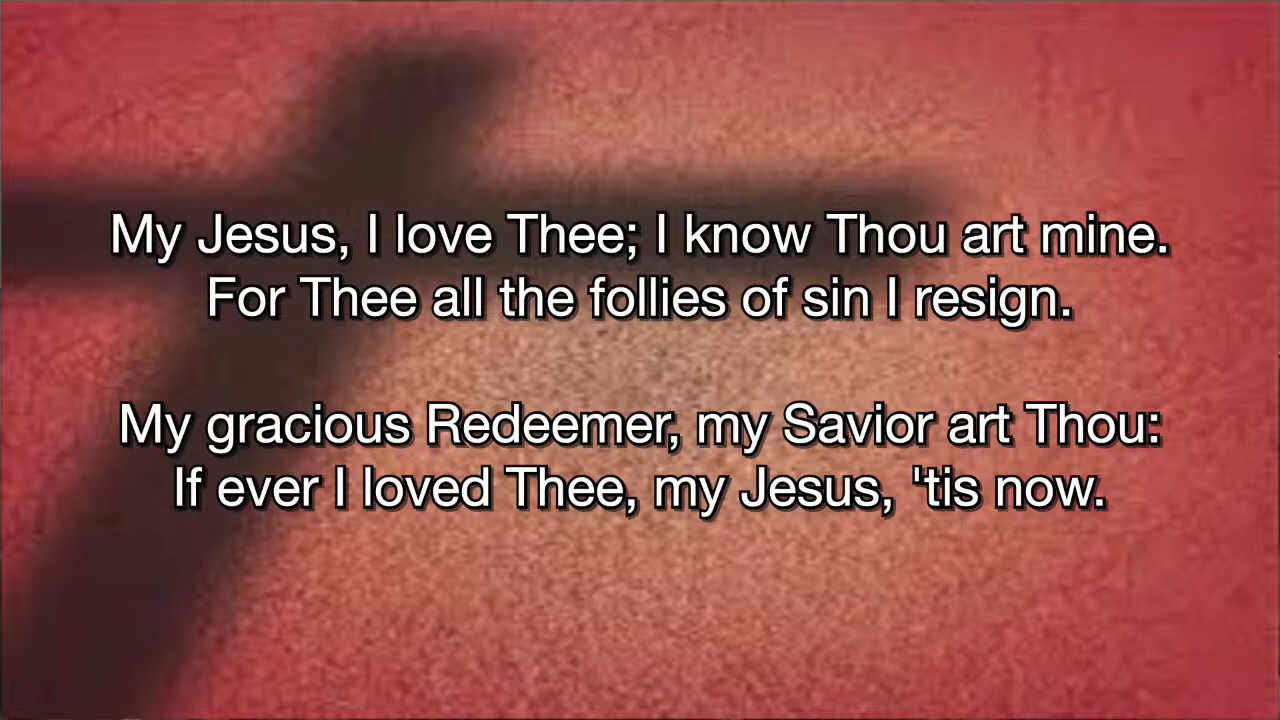 My Jesus, I love Thee; I know Thou art mine.
For Thee all the follies of sin I resign.
My gracious Redeemer, my Savior art Thou:
If ever I loved Thee, my Jesus, 'tis now.